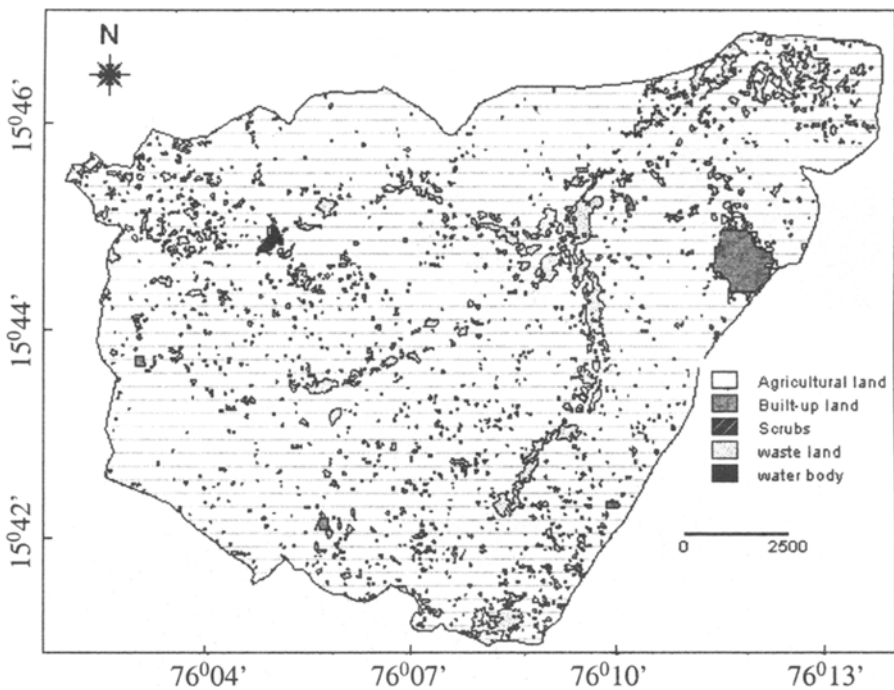 N
15⁰46'
15⁰44'
15⁰42'
Agricultural land
Built-up land
Scrubs
waste land
water body
0 2500
76⁰04' 76⁰07' 76⁰10' 76⁰13'